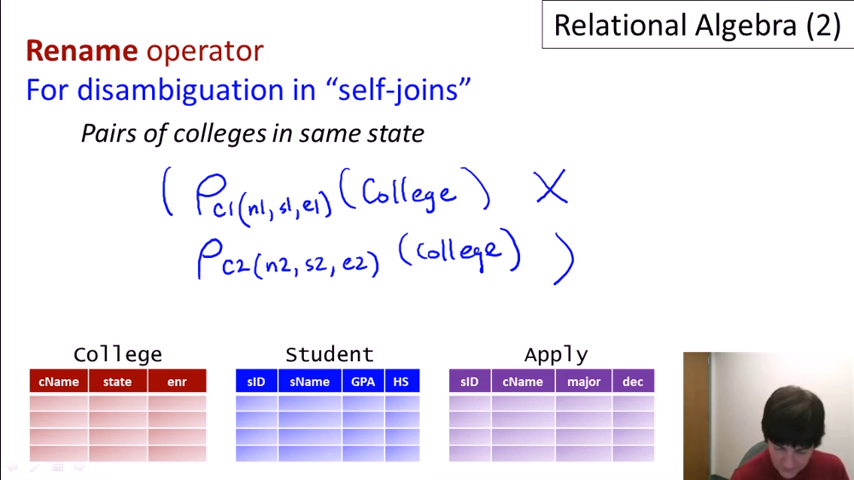 Relational Algebra (2)
Rename operator
For disambiguation in “self-joins”
Pairs of colleges in same state
( ρC1(n1, s1, e1) (College) X
ρC2(n2, s2, e2) (College) )
College Student Apply
cName state enr sID sName GPA HS sID cName major dec